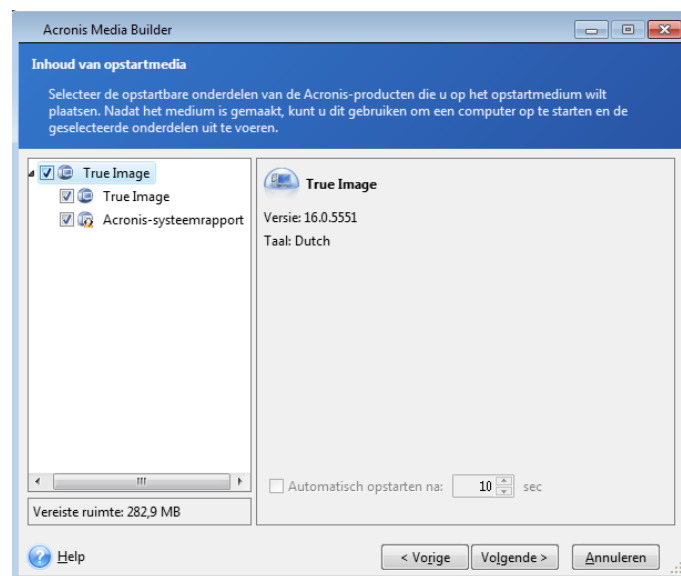 Acronis Media Builder
Inhoud van opstartmedia
Selecteer de opstartbare onderdelen van de Acronis-producten die u op het opstartmedium wilt
plaatsen. Nadat het medium is gemaakt, kunt u dit gebruiken om een computer op te starten en de
geselecteerde onderdelen uit te voeren.
True Image
True Image
Acronis-systeemrapport
True Image
Versie: 16.0.5551
Taal: Dutch
Automatisch opstarten na: 10 sec
Vereiste ruimte: 282,9 MB
Help
< Vorige
Volgende >
Annuleren